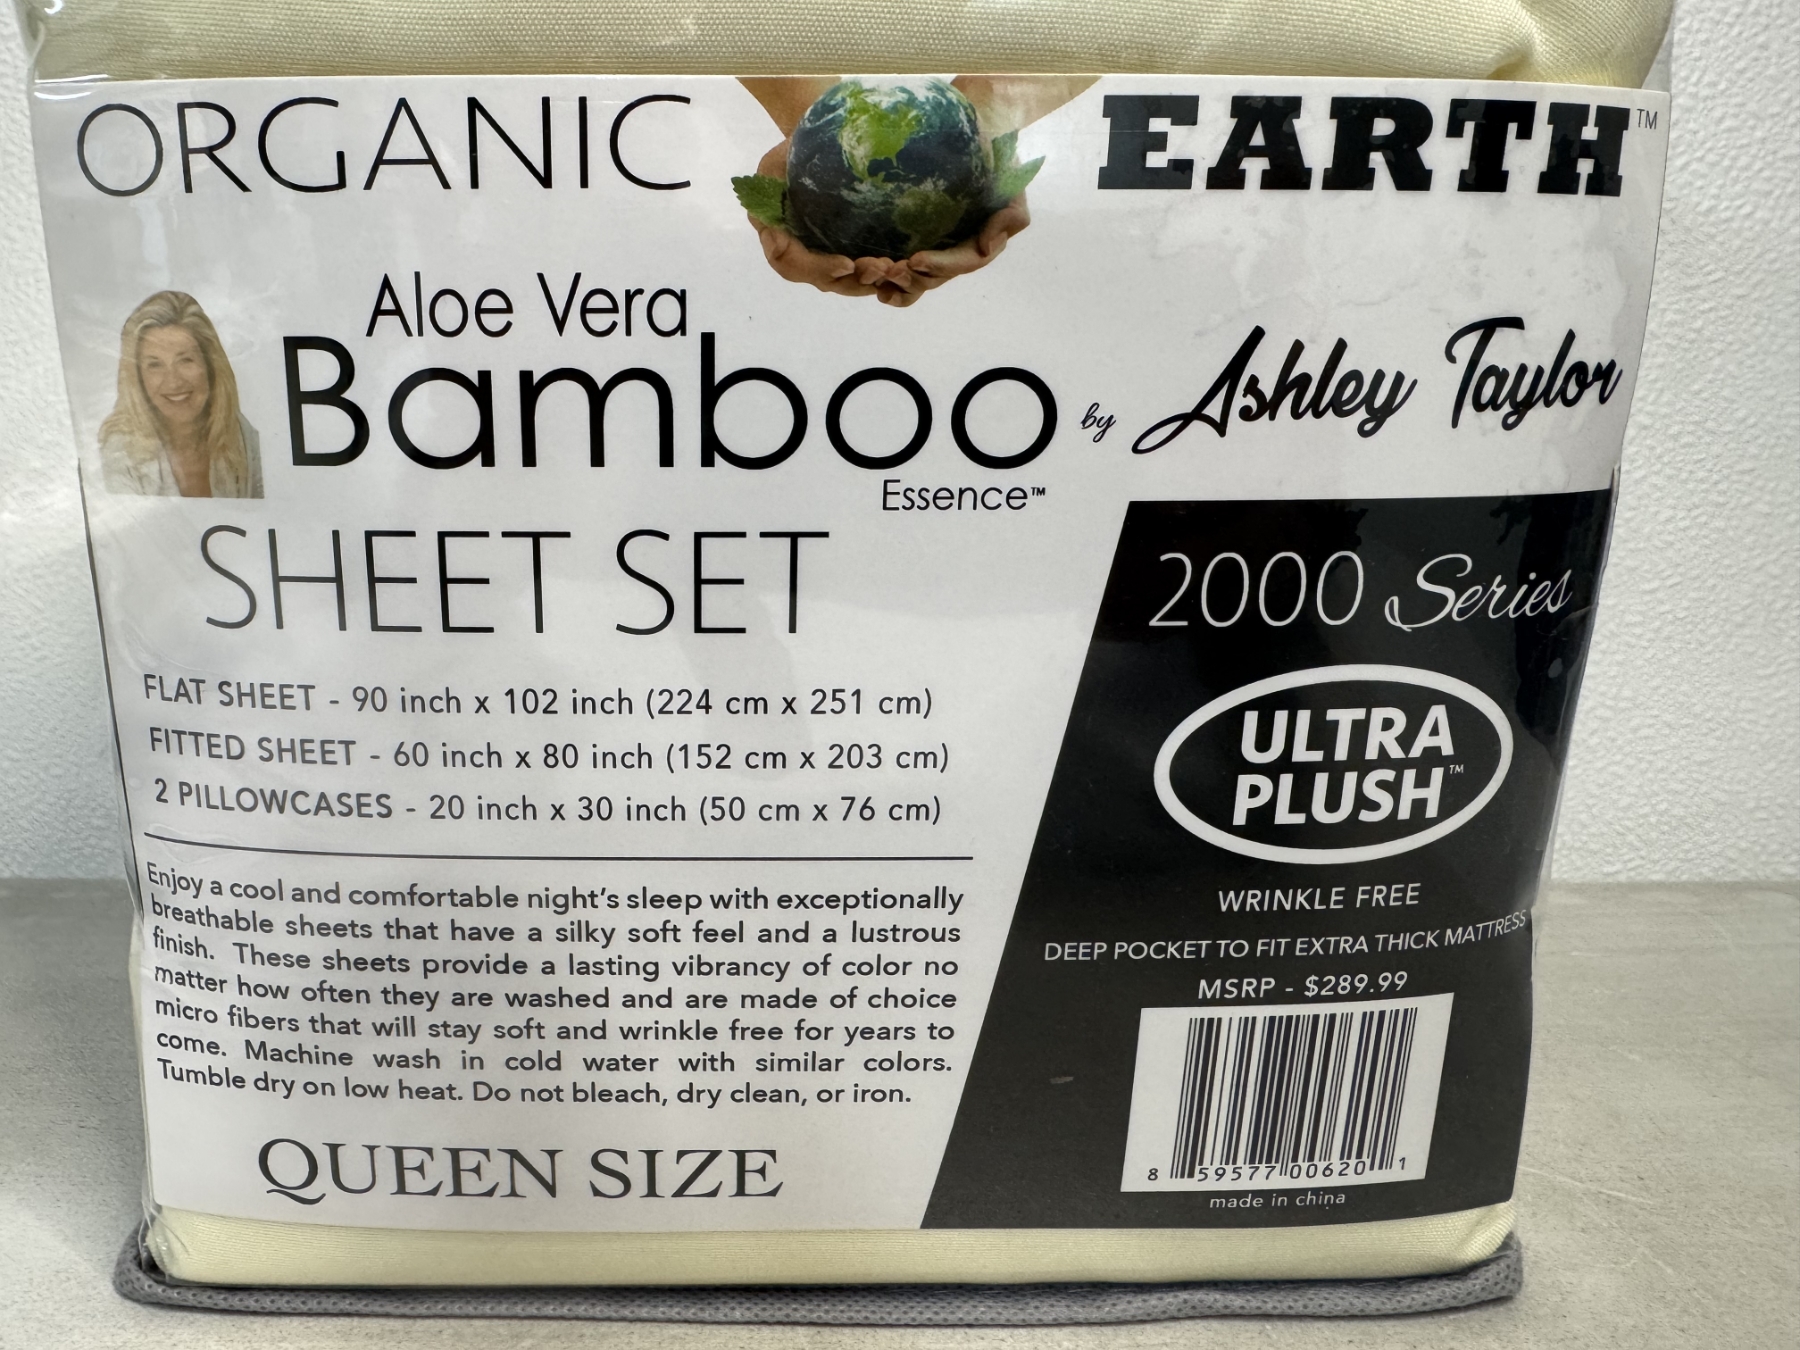 ORGANIC EARTH™
Aloe Vera
Bamboo by Ashley Taylor
Essence™
SHEET SET
FLAT SHEET - 90 inch x 102 inch (224 cm x 251 cm)
FITTED SHEET - 60 inch x 80 inch (152 cm x 203 cm)
2 PILLOWCASES - 20 inch x 30 inch (50 cm x 76 cm)
Enjoy a cool and comfortable night's sleep with exceptionally
breathable sheets that have a silky soft feel and a lustrous
finish. These sheets provide a lasting vibrancy of color no
matter how often they are washed and are made of choice
micro fibers that will stay soft and wrinkle free for years to
come. Machine wash in cold water with similar colors.
Tumble dry on low heat. Do not bleach, dry clean, or iron.
QUEEN SIZE
2000 Series
ULTRA
PLUSH™
WRINKLE FREE
DEEP POCKET TO FIT EXTRA THICK MATTRESS
MSRP - $289.99
8 59577 00620 1
made in china